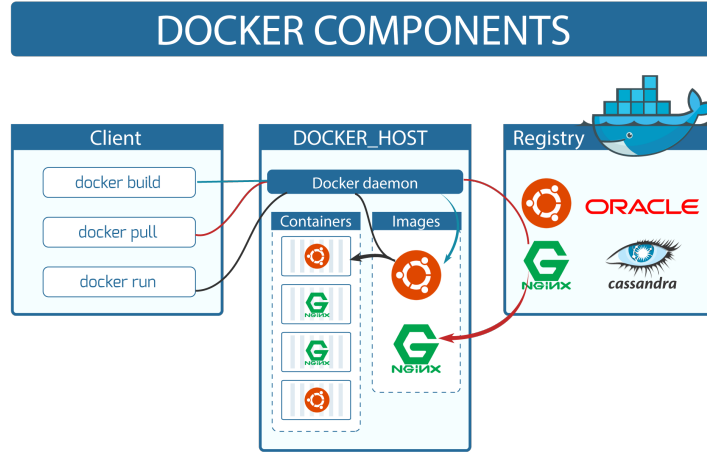 DOCKER COMPONENTS
Client
docker build
docker pull
docker run
DOCKER_HOST
Docker daemon
Containers
Images
NGiNX
NGiNX
NGiNX
Registry
ORACLE
NGiNX
cassandra